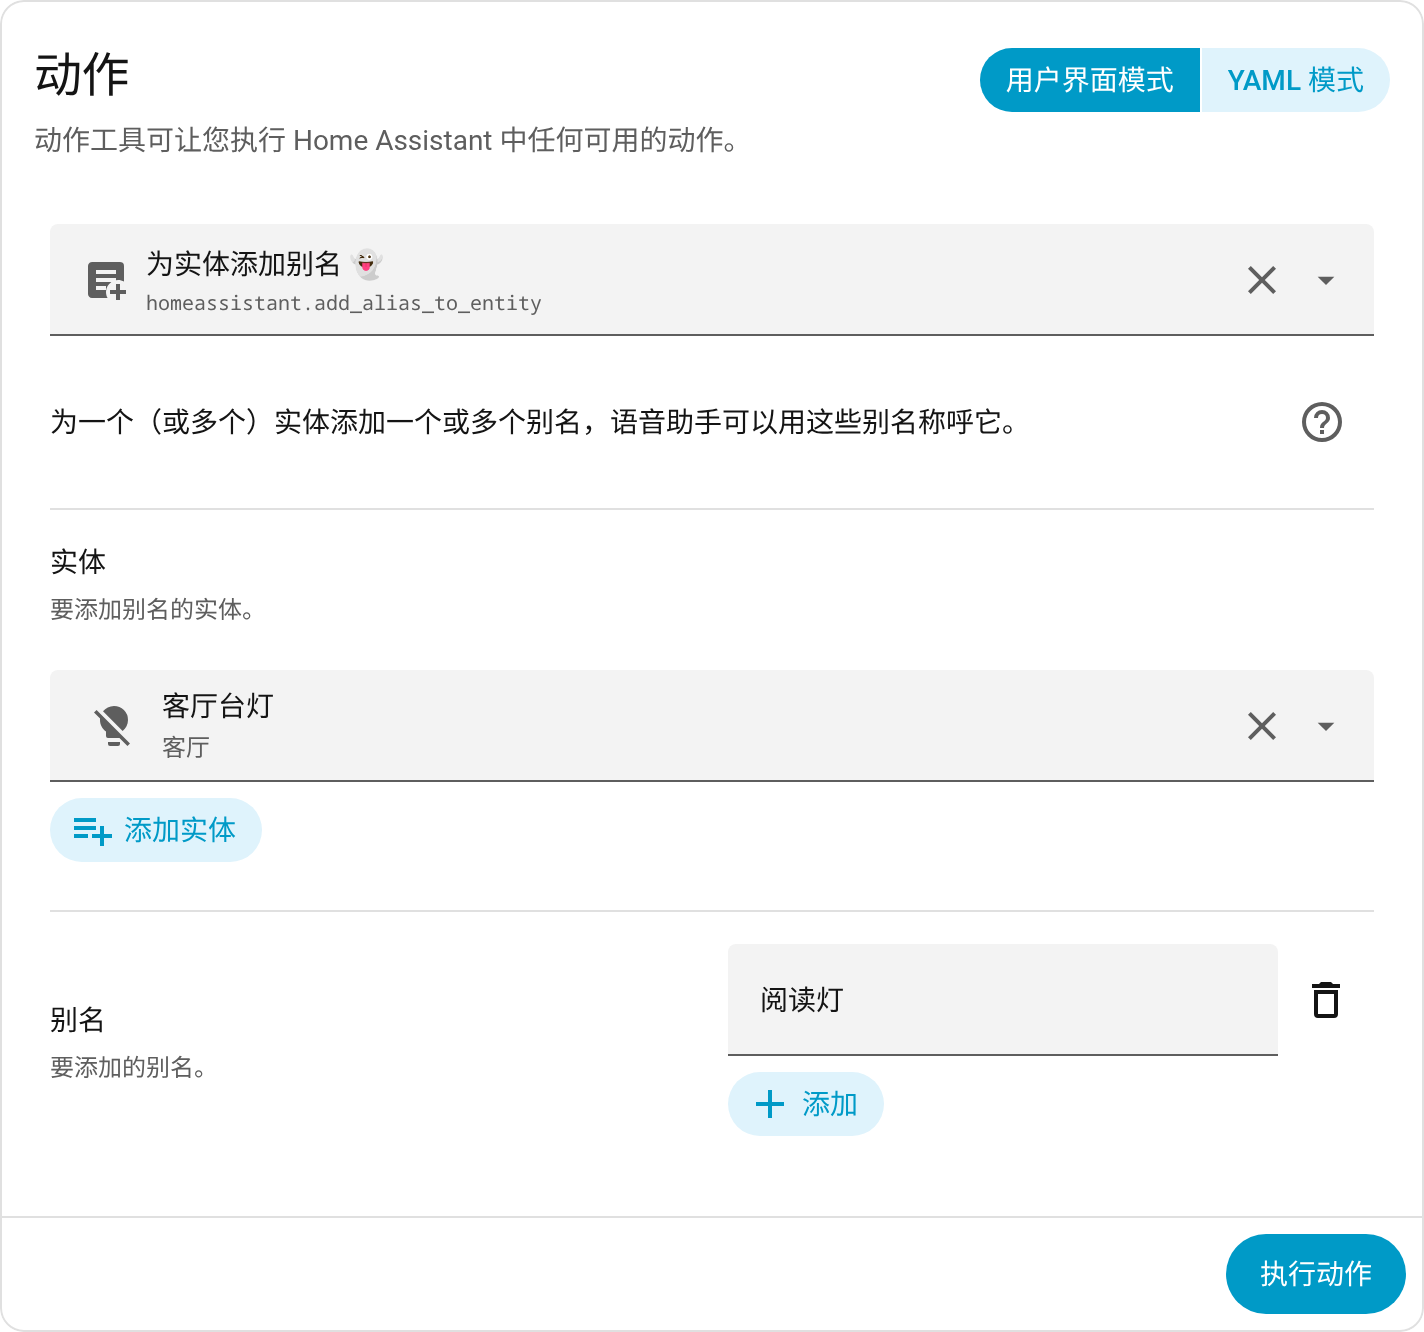 动作
用户界面模式
YAML 模式
动作工具可让您执行 Home Assistant 中任何可用的动作。
为实体添加别名 👻
homeassistant.add_alias_to_entity
为一个（或多个）实体添加一个或多个别名，语音助手可以用这些别名称呼它。
实体
要添加别名的实体。
客厅台灯
客厅
添加实体
别名
要添加的别名。
阅读灯
添加
执行动作